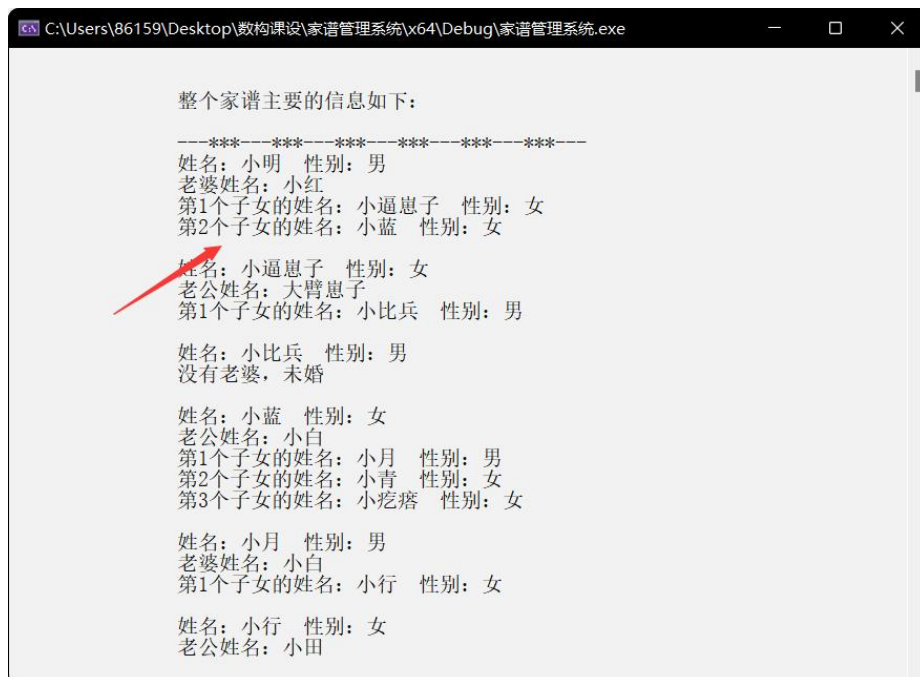 C:\Users\86159\Desktop\数构课设\家谱管理系统\x64\Debug\家谱管理系统.exe
整个家谱主要的信息如下：
---***---***---***---***---***---***---
姓名：小明　性别：男
老婆姓名：小红
第1个子女的姓名：小逼崽子　性别：女
第2个子女的姓名：小蓝　性别：女
姓名：小逼崽子　性别：女
老公姓名：大臂崽子
第1个子女的姓名：小比兵　性别：男
姓名：小比兵　性别：男
没有老婆，未婚
姓名：小蓝　性别：女
老公姓名：小白
第1个子女的姓名：小月　性别：男
第2个子女的姓名：小青　性别：女
第3个子女的姓名：小疙瘩　性别：女
姓名：小月　性别：男
老婆姓名：小白
第1个子女的姓名：小行　性别：女
姓名：小行　性别：女
老公姓名：小田